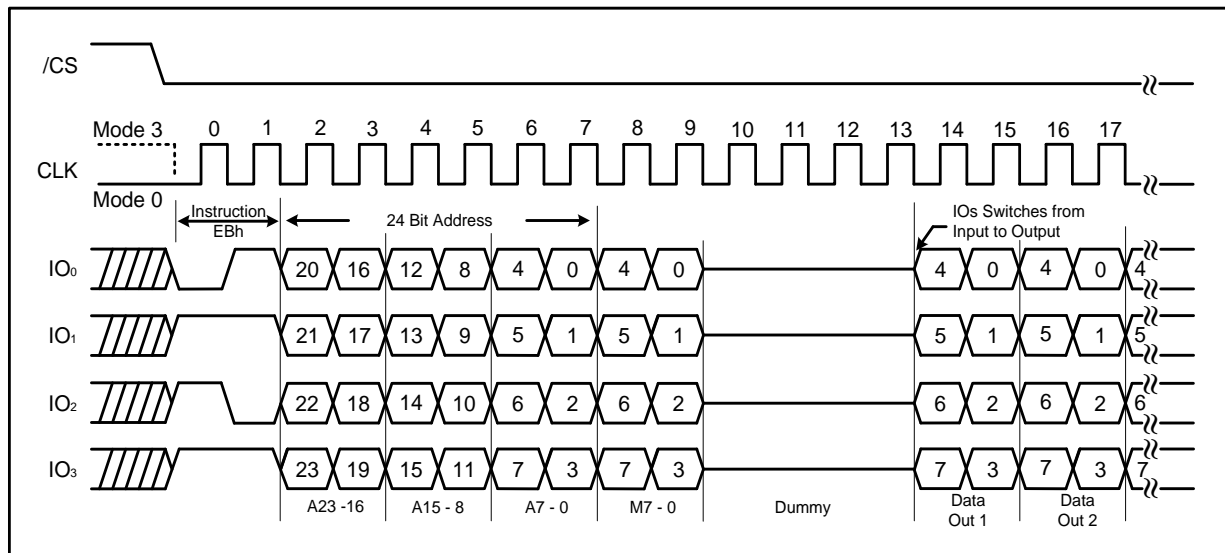 /CS
Mode 3
0 1 2 3 4 5 6 7 8 9 10 11 12 13 14 15 16 17
CLK
Mode 0
Instruction
EBh
24 Bit Address
IOs Switches from
Input to Output
IO0 20 16 12 8 4 0 4 0 4 0 4 0 4
IO1 21 17 13 9 5 1 5 1 5 1 5 1 5
IO2 22 18 14 10 6 2 6 2 6 2 6 2 6
IO3 23 19 15 11 7 3 7 3 7 3 7 3 7
A23 -16 A15 - 8 A7 - 0 M7 - 0 Dummy
Data
Out 1
Data
Out 2